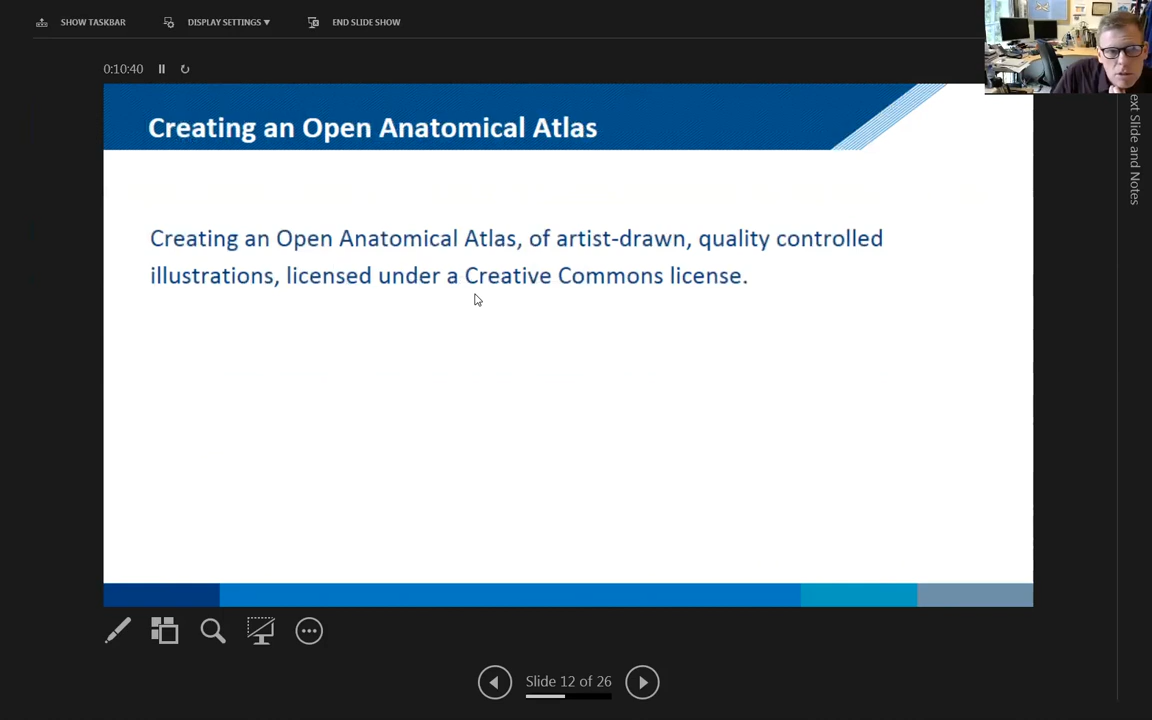 SHOW TASKBAR
DISPLAY SETTINGS ▾
END SLIDE SHOW
0:10:40
Creating an Open Anatomical Atlas
Creating an Open Anatomical Atlas, of artist-drawn, quality controlled
illustrations, licensed under a Creative Commons license.
ext Slide and Notes
Slide 12 of 26